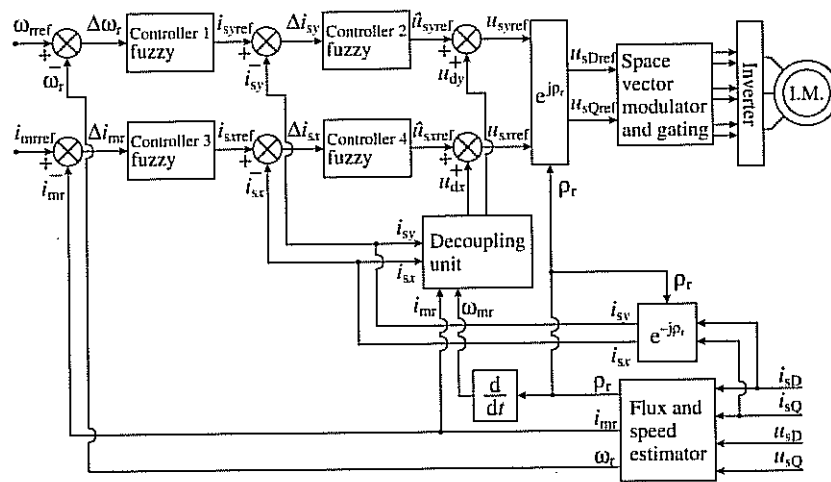 ωrref Δωr Controller 1 isyref Δisy Controller 2 ûsyref usyref
fuzzy fuzzy
+ − + − + +
ωr isy udy
e^jρr
usDref
usQref
Space
vector
modulator
and gating
Inverter
I.M.
imrref Δimr Controller 3 isxref Δisx Controller 4 ûsxref usxref
fuzzy fuzzy
+ − + − + +
imr isx udx
ρr
isy
isx
Decoupling
unit
imr ωmr
ρr
isy
isx
e^−jρr
isD
isQ
usD
usQ
d
dt
ρr
imr
ωr
Flux and
speed
estimator